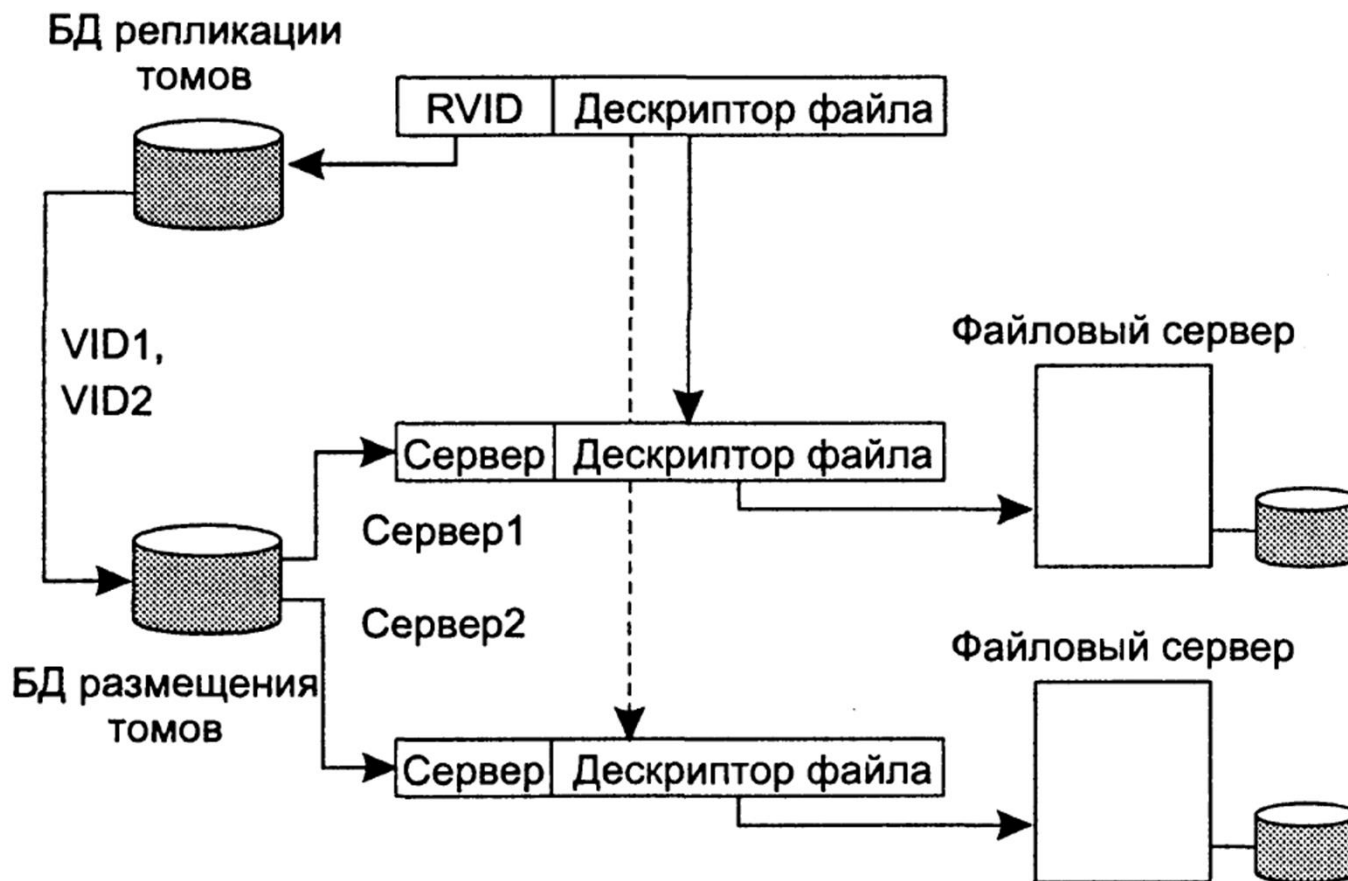 БД репликации
томов
RVID Дескриптор файла
VID1,
VID2
Файловый сервер
Сервер Дескриптор файла
Сервер1
Сервер2
Файловый сервер
БД размещения
томов
Сервер Дескриптор файла